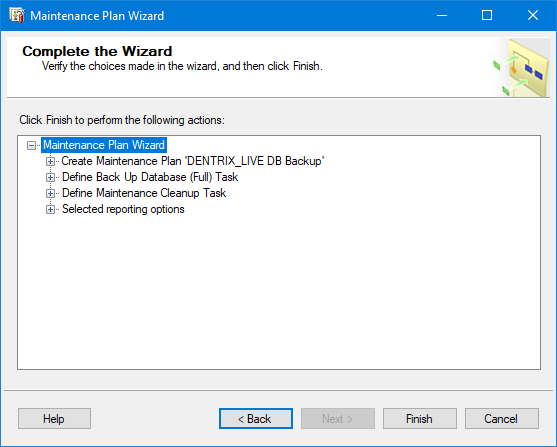 Maintenance Plan Wizard
Complete the Wizard
Verify the choices made in the wizard, and then click Finish.
Click Finish to perform the following actions:
Maintenance Plan Wizard
Create Maintenance Plan 'DENTRIX_LIVE DB Backup'
Define Back Up Database (Full) Task
Define Maintenance Cleanup Task
Selected reporting options
Help < Back Next > Finish Cancel